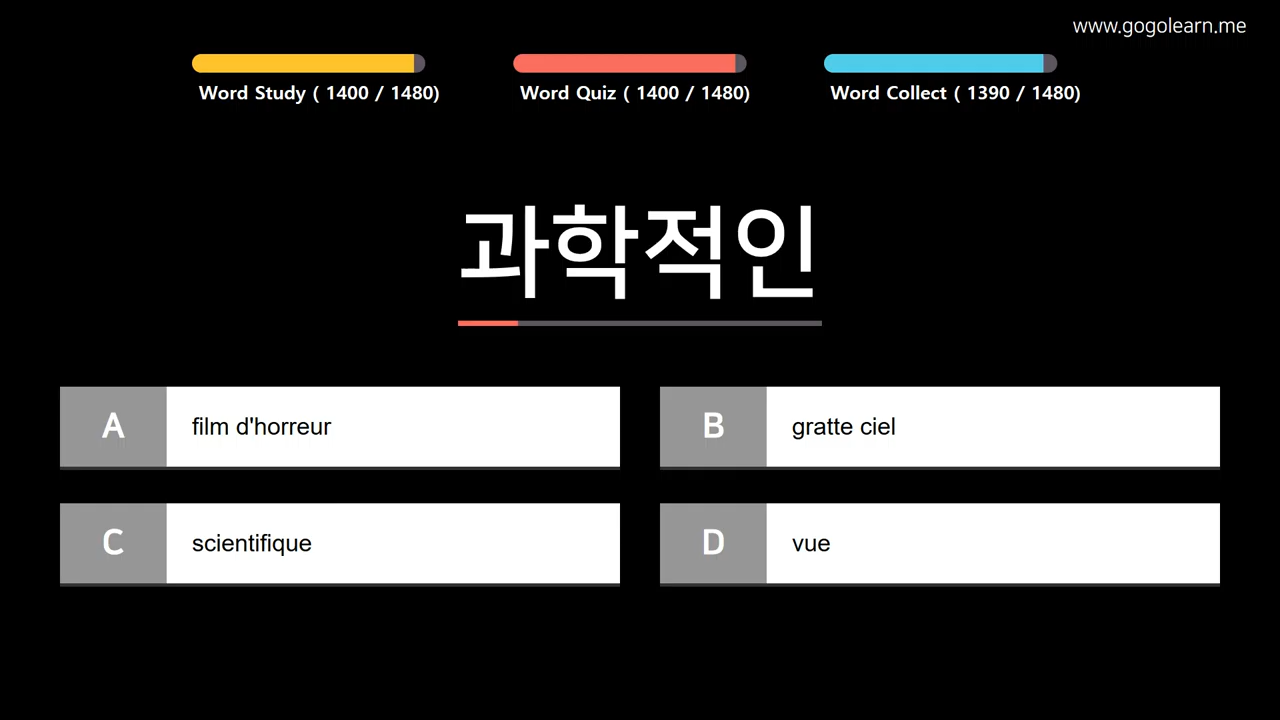 www.gogolearn.me
Word Study ( 1400 / 1480)
Word Quiz ( 1400 / 1480)
Word Collect ( 1390 / 1480)
과학적인
A film d'horreur
B gratte ciel
C scientifique
D vue